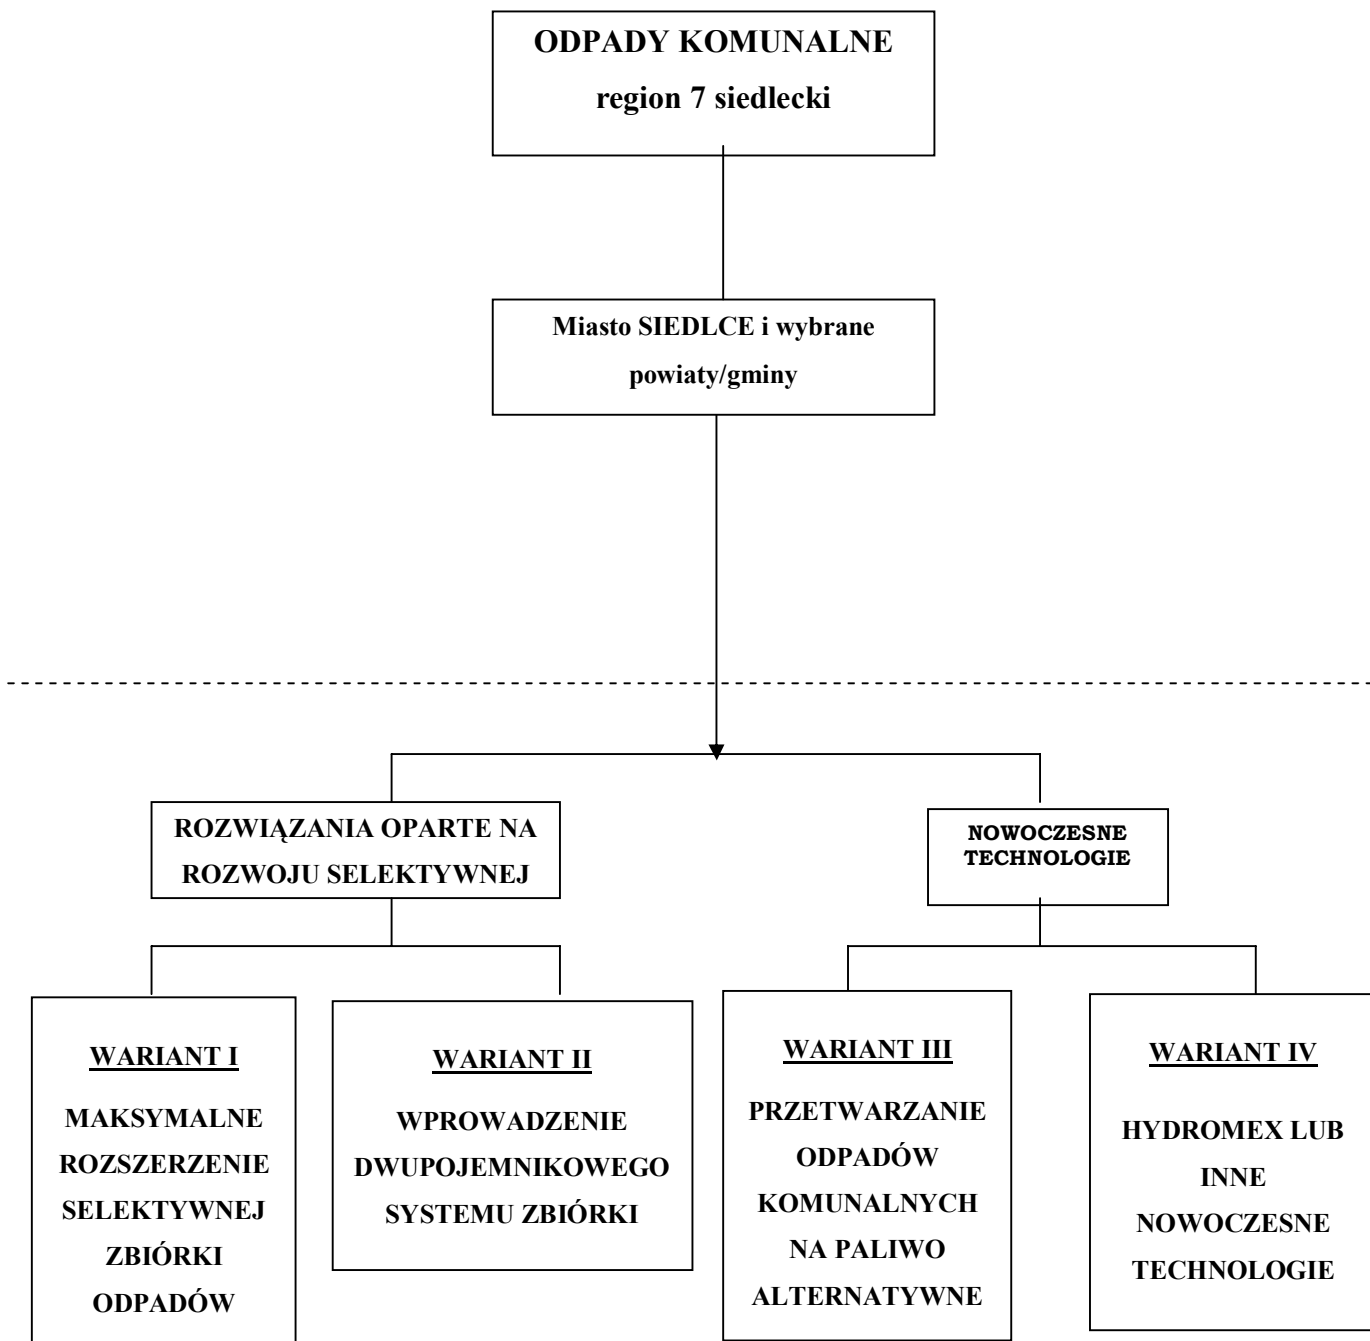 ODPADY KOMUNALNE
region 7 siedlecki
Miasto SIEDLCE i wybrane
powiaty/gminy
ROZWIĄZANIA OPARTE NA
ROZWOJU SELEKTYWNEJ
NOWOCZESNE
TECHNOLOGIE
WARIANT I
MAKSYMALNE
ROZSZERZENIE
SELEKTYWNEJ
ZBIÓRKI
ODPADÓW
WARIANT II
WPROWADZENIE
DWUPOJEMNIKOWEGO
SYSTEMU ZBIÓRKI
WARIANT III
PRZETWARZANIE
ODPADÓW
KOMUNALNYCH
NA PALIWO
ALTERNATYWNE
WARIANT IV
HYDROMEX LUB
INNE
NOWOCZESNE
TECHNOLOGIE